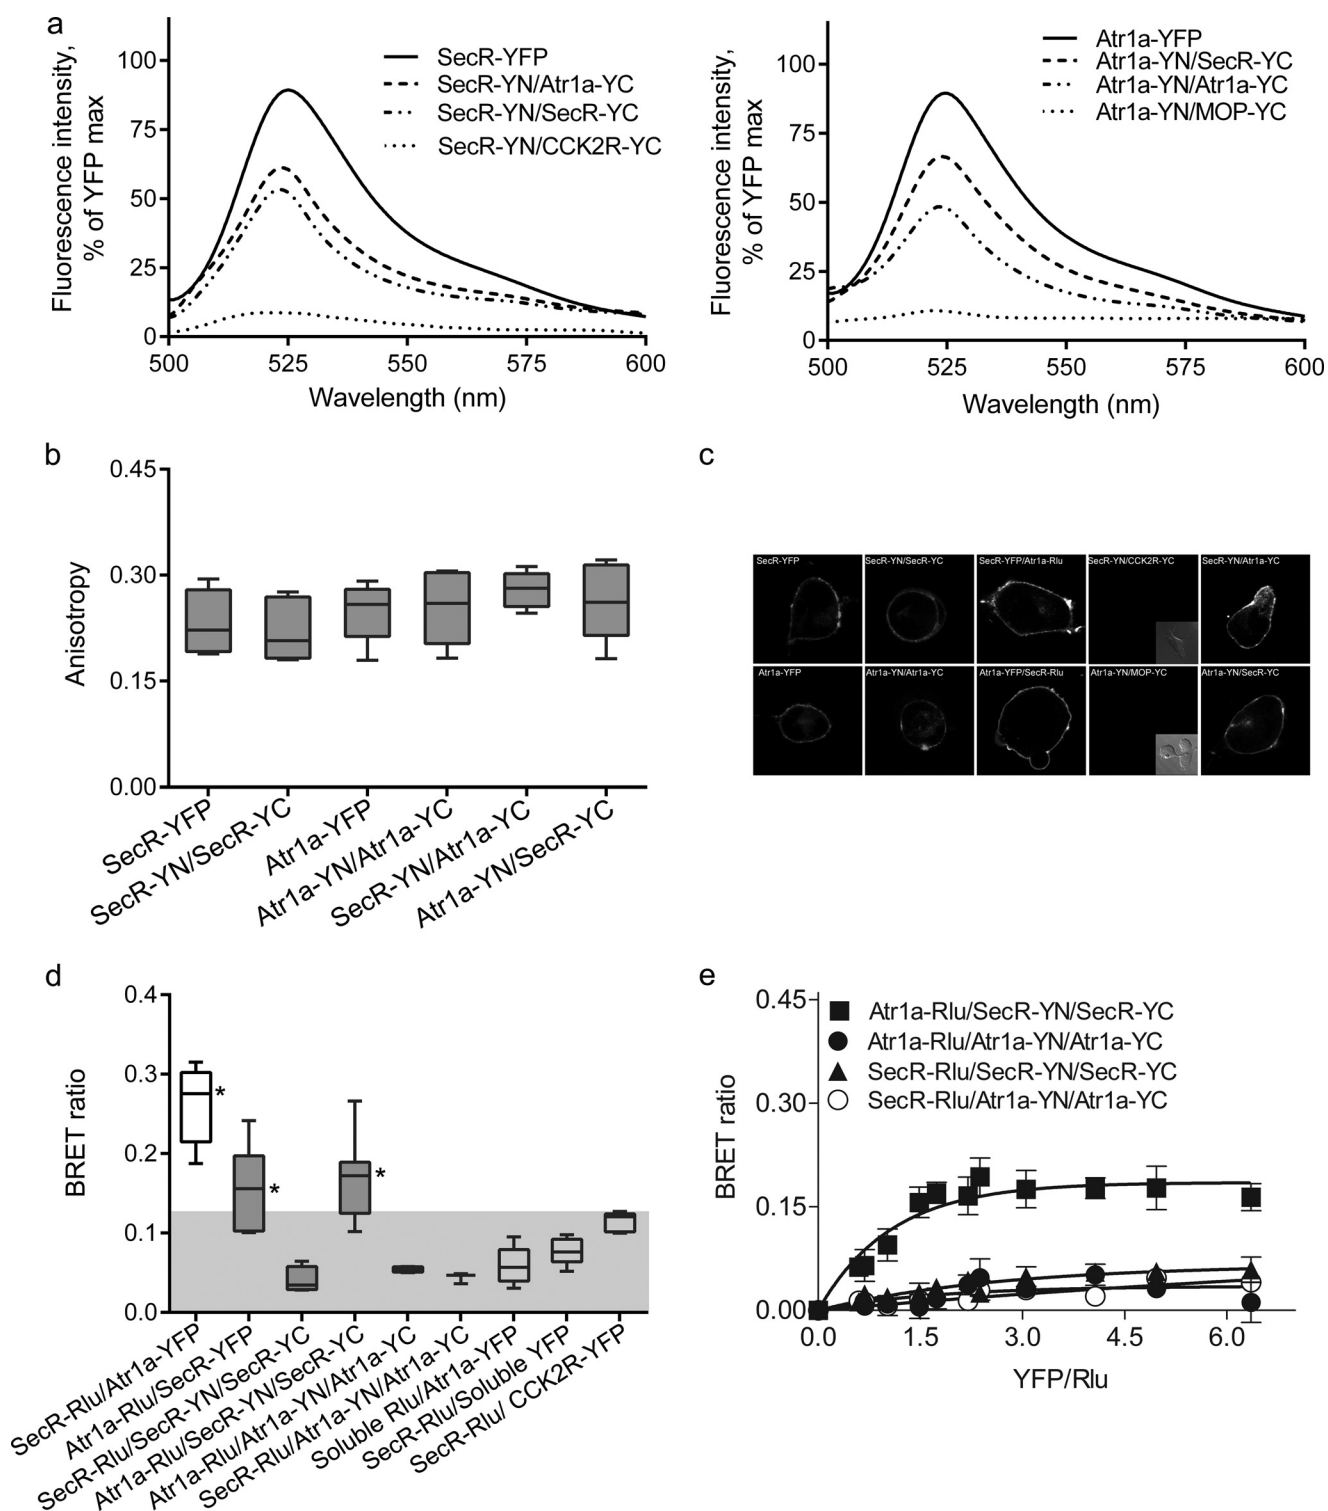 a
Fluorescence intensity,
% of YFP max
100
75
50
25
0
500
525
550
575
600
Wavelength (nm)
SecR-YFP
SecR-YN/Atr1a-YC
SecR-YN/SecR-YC
SecR-YN/CCK2R-YC
Fluorescence intensity,
% of YFP max
100
75
50
25
0
500
525
550
575
600
Wavelength (nm)
Atr1a-YFP
Atr1a-YN/SecR-YC
Atr1a-YN/Atr1a-YC
Atr1a-YN/MOP-YC
b
Anisotropy
0.45
0.30
0.15
0.00
SecR-YFP
SecR-YN/SecR-YC
Atr1a-YFP
Atr1a-YN/Atr1a-YC
SecR-YN/Atr1a-YC
Atr1a-YN/SecR-YC
c
SecR-YFP
SecR-YN/SecR-YC
SecR-YFP/Atr1a-Rlu
SecR-YN/CCK2R-YC
SecR-YN/Atr1a-YC
Atr1a-YFP
Atr1a-YN/Atr1a-YC
Atr1a-YFP/SecR-Rlu
Atr1a-YN/MOP-YC
Atr1a-YN/SecR-YC
d
BRET ratio
0.4
0.3
0.2
0.1
0.0
*
*
*
SecR-Rlu/Atr1a-YFP
Atr1a-Rlu/SecR-YFP
SecR-Rlu/SecR-YN/SecR-YC
Atr1a-Rlu/SecR-YN/SecR-YC
Atr1a-Rlu/Atr1a-YN/Atr1a-YC
SecR-Rlu/Atr1a-YN/Atr1a-YC
Soluble Rlu/Atr1a-YFP
SecR-Rlu/Soluble YFP
SecR-Rlu/ CCK2R-YFP
e
BRET ratio
0.45
0.30
0.15
0.00
0.0
1.5
3.0
4.5
6.0
YFP/Rlu
Atr1a-Rlu/SecR-YN/SecR-YC
Atr1a-Rlu/Atr1a-YN/Atr1a-YC
SecR-Rlu/SecR-YN/SecR-YC
SecR-Rlu/Atr1a-YN/Atr1a-YC